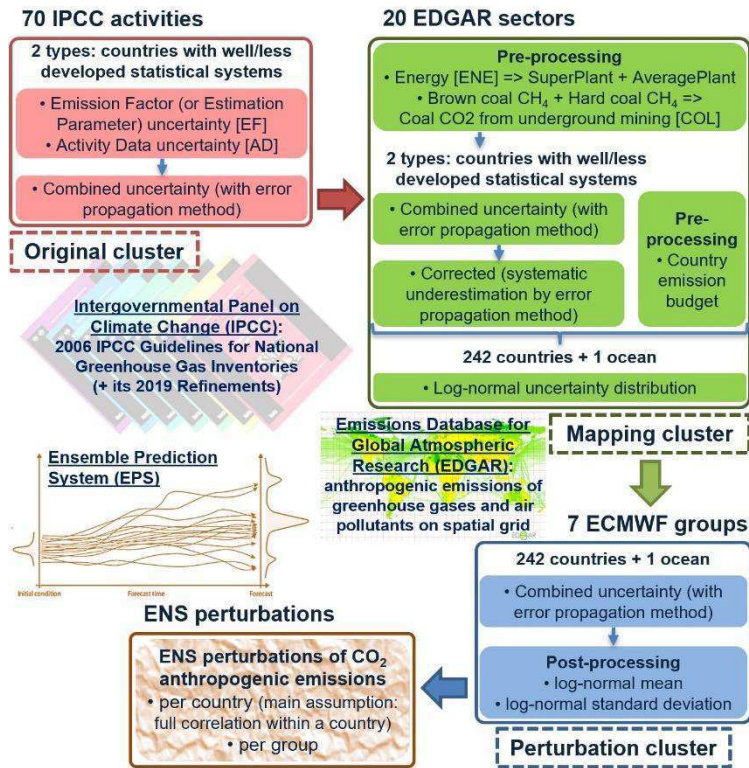 70 IPCC activities
2 types: countries with well/less
developed statistical systems
• Emission Factor (or Estimation
Parameter) uncertainty [EF]
• Activity Data uncertainty [AD]
• Combined uncertainty (with error
propagation method)
Original cluster
Intergovernmental Panel on
Climate Change (IPCC):
2006 IPCC Guidelines for National
Greenhouse Gas Inventories
(+ its 2019 Refinements)
20 EDGAR sectors
Pre-processing
• Energy [ENE] => SuperPlant + AveragePlant
• Brown coal CH4 + Hard coal CH4 =>
Coal CO2 from underground mining [COL]
2 types: countries with well/less
developed statistical systems
• Combined uncertainty (with
error propagation method)
• Corrected (systematic
underestimation by error
propagation method)
Pre-
processing
• Country
emission
budget
242 countries + 1 ocean
• Log-normal uncertainty distribution
Mapping cluster
Emissions Database for
Global Atmospheric
Research (EDGAR):
anthropogenic emissions of
greenhouse gases and air
pollutants on spatial grid
Ensemble Prediction
System (EPS)
Initial condition
Forecast time
Forecast
7 ECMWF groups
242 countries + 1 ocean
• Combined uncertainty (with
error propagation method)
Post-processing
• log-normal mean
• log-normal standard deviation
Perturbation cluster
ENS perturbations
ENS perturbations of CO2
anthropogenic emissions
• per country (main assumption:
full correlation within a country)
• per group